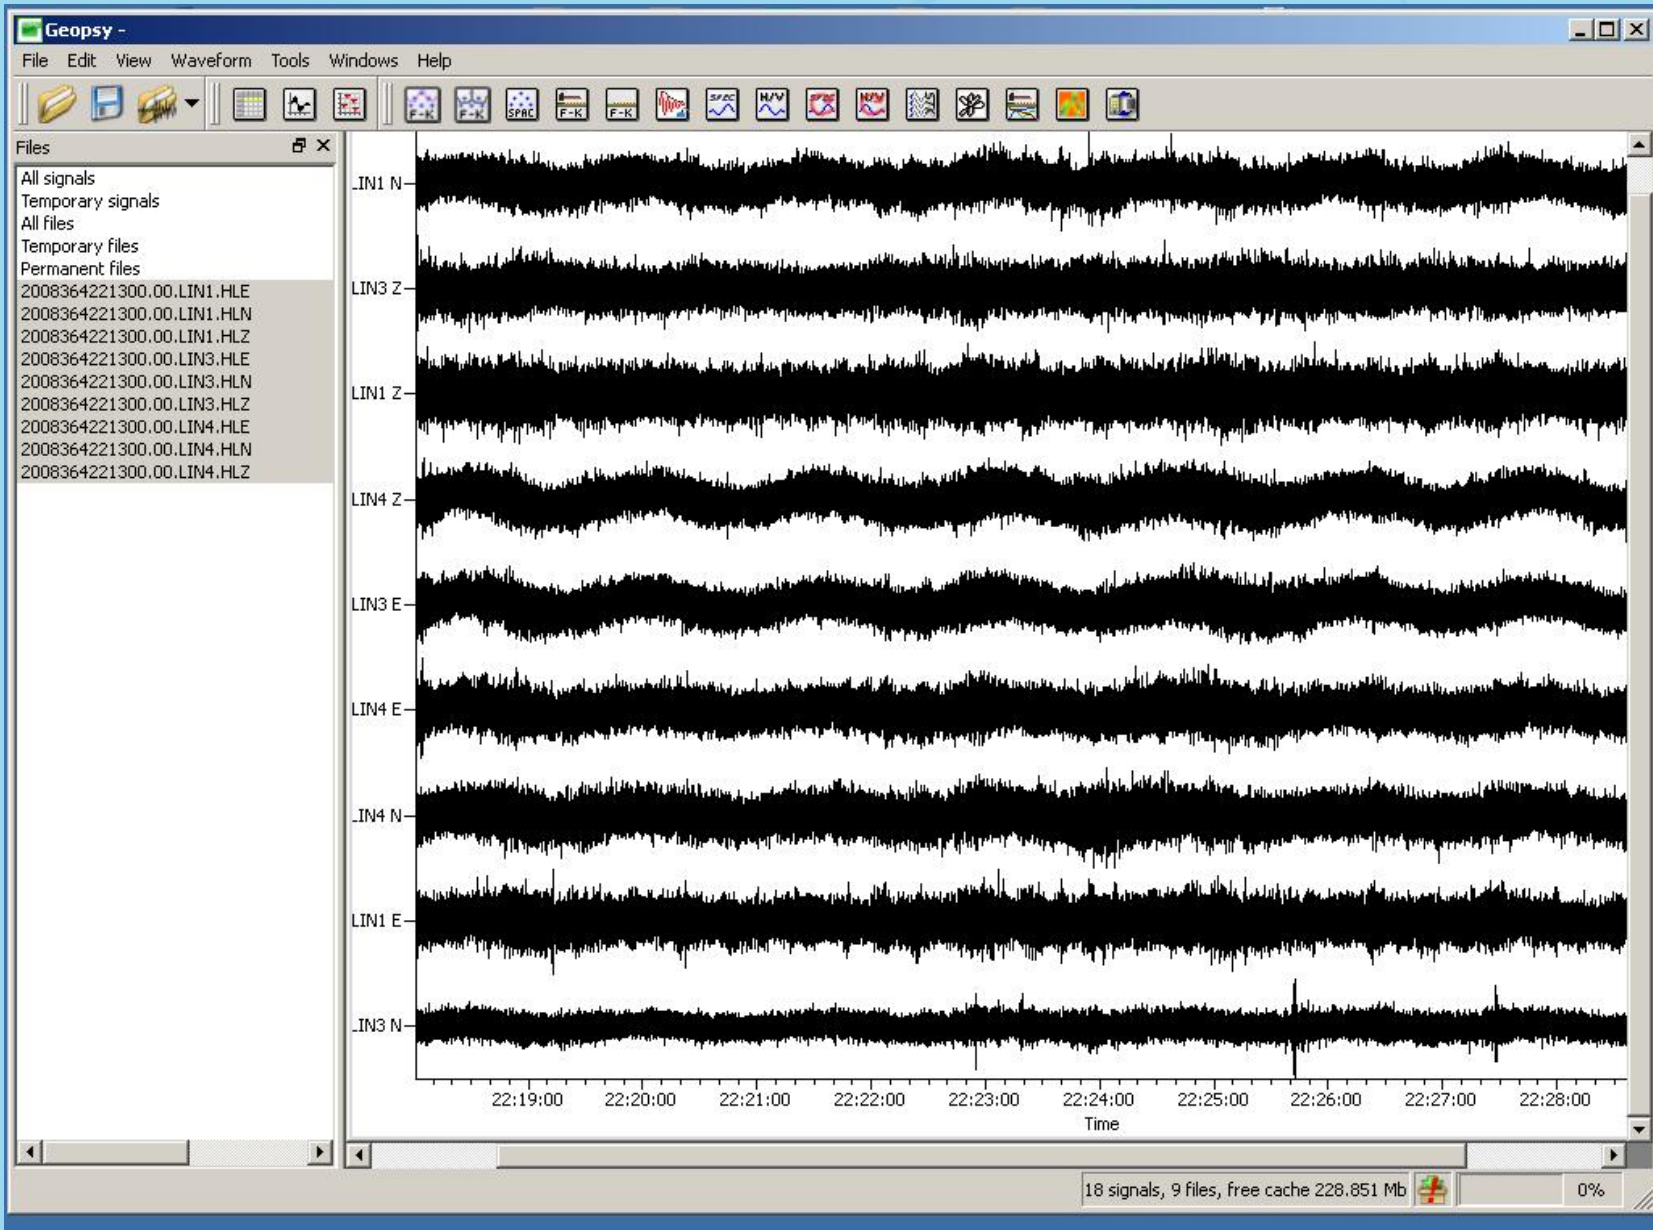 Geopsy -
File Edit View Waveform Tools Windows Help
F-K F-K SPAC F-K F-K SPEC H/V SPEC H/V
Files
All signals
Temporary signals
All files
Temporary files
Permanent files
2008364221300.00.LIN1.HLE
2008364221300.00.LIN1.HLN
2008364221300.00.LIN1.HLZ
2008364221300.00.LIN3.HLE
2008364221300.00.LIN3.HLN
2008364221300.00.LIN3.HLZ
2008364221300.00.LIN4.HLE
2008364221300.00.LIN4.HLN
2008364221300.00.LIN4.HLZ
LIN1 N
LIN3 Z
LIN1 Z
LIN4 Z
LIN3 E
LIN4 E
LIN4 N
LIN1 E
LIN3 N
22:19:00 22:20:00 22:21:00 22:22:00 22:23:00 22:24:00 22:25:00 22:26:00 22:27:00 22:28:00
Time
18 signals, 9 files, free cache 228.851 Mb 0%